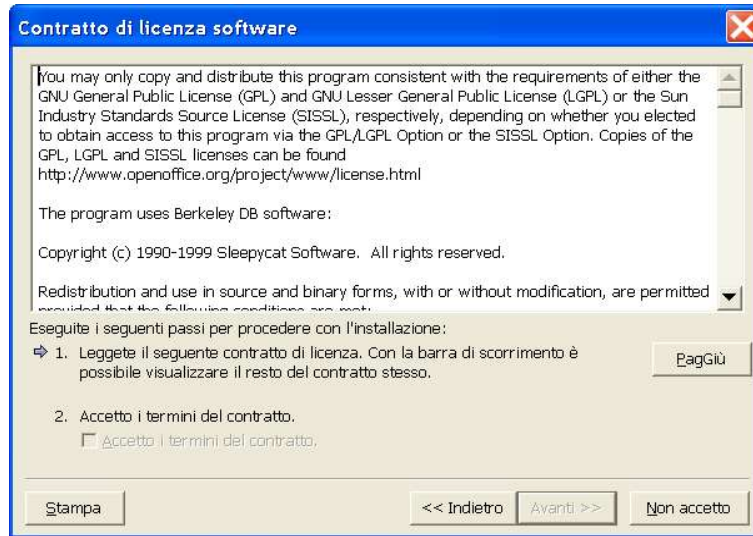 Contratto di licenza software
You may only copy and distribute this program consistent with the requirements of either the
GNU General Public License (GPL) and GNU Lesser General Public License (LGPL) or the Sun
Industry Standards Source License (SISSL), respectively, depending on whether you elected
to obtain access to this program via the GPL/LGPL Option or the SISSL Option. Copies of the
GPL, LGPL and SISSL licenses can be found
http://www.openoffice.org/project/www/license.html
The program uses Berkeley DB software:
Copyright (c) 1990-1999 Sleepycat Software.  All rights reserved.
Redistribution and use in source and binary forms, with or without modification, are permitted
provided that the following conditions are met:
Eseguite i seguenti passi per procedere con l'installazione:
1. Leggete il seguente contratto di licenza. Con la barra di scorrimento è
possibile visualizzare il resto del contratto stesso.
PagGiù
2. Accetto i termini del contratto.
Accetto i termini del contratto.
Stampa
<< Indietro
Avanti >>
Non accetto